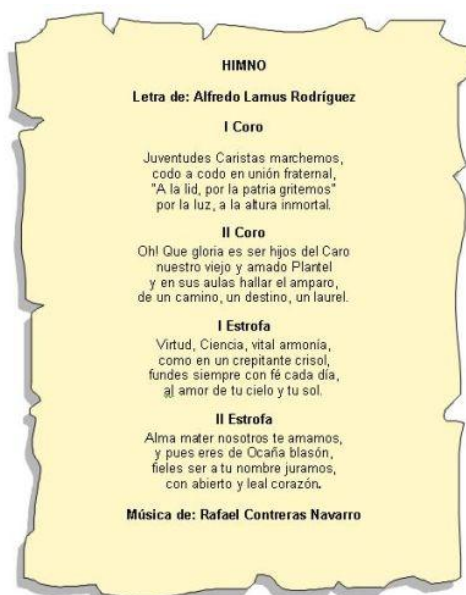 HIMNO
Letra de: Alfredo Lamus Rodríguez
I Coro
Juventudes Caristas marchemos,
codo a codo en unión fraternal,
"A la lid, por la patria gritemos"
por la luz, a la altura inmortal.
II Coro
Oh! Que gloria es ser hijos del Caro
nuestro viejo y amado Plantel
y en sus aulas hallar el amparo,
de un camino, un destino, un laurel.
I Estrofa
Virtud, Ciencia, vital armonía,
como en un crepitante crisol,
fundes siempre con fé cada día,
al amor de tu cielo y tu sol.
II Estrofa
Alma mater nosotros te amamos,
y pues eres de Ocaña blasón,
fieles ser a tu nombre juramos,
con abierto y leal corazón.
Música de: Rafael Contreras Navarro